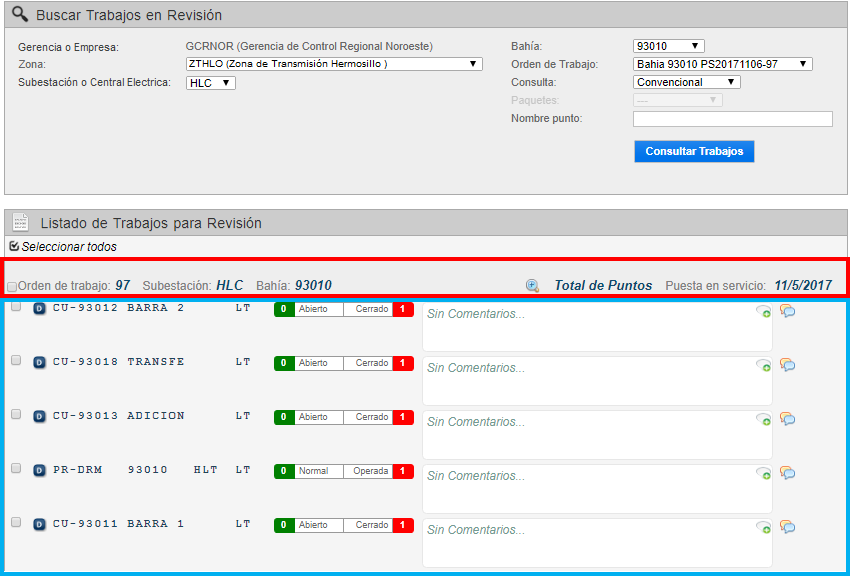 Buscar Trabajos en Revisión
Gerencia o Empresa: GCRNOR (Gerencia de Control Regional Noroeste)
Zona: ZTHLO (Zona de Transmisión Hermosillo )
Subestación o Central Electrica: HLC
Bahía: 93010
Orden de Trabajo: Bahia 93010 PS20171106-97
Consulta: Convencional
Paquetes: ---
Nombre punto:
Consultar Trabajos
Listado de Trabajos para Revisión
Seleccionar todos
Orden de trabajo: 97 Subestación: HLC Bahía: 93010 Total de Puntos Puesta en servicio: 11/5/2017
D CU-93012 BARRA 2 LT 0 Abierto Cerrado 1 Sin Comentarios...
D CU-93018 TRANSFE LT 0 Abierto Cerrado 1 Sin Comentarios...
D CU-93013 ADICION LT 0 Abierto Cerrado 1 Sin Comentarios...
D PR-DRM 93010 HLT LT 0 Normal Operada 1 Sin Comentarios...
D CU-93011 BARRA 1 LT 0 Abierto Cerrado 1 Sin Comentarios...